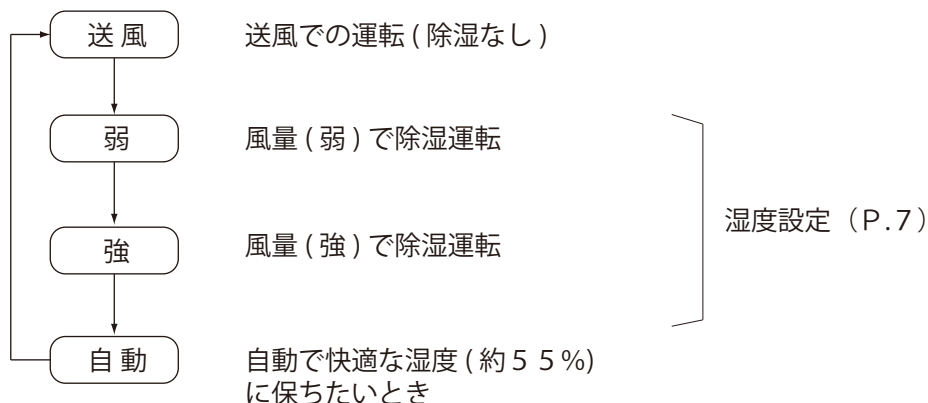 送 風 送風での運転 ( 除湿なし )
弱 風量 ( 弱 ) で除湿運転
湿度設定（Ｐ.７）
強 風量 ( 強 ) で除湿運転
自 動 自動で快適な湿度 ( 約５５%)
に保ちたいとき